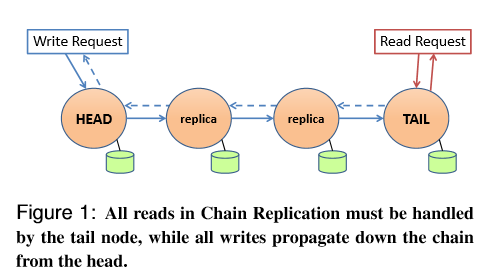 Write Request
Read Request
HEAD
replica
replica
TAIL
Figure 1: All reads in Chain Replication must be handled
by the tail node, while all writes propagate down the chain
from the head.